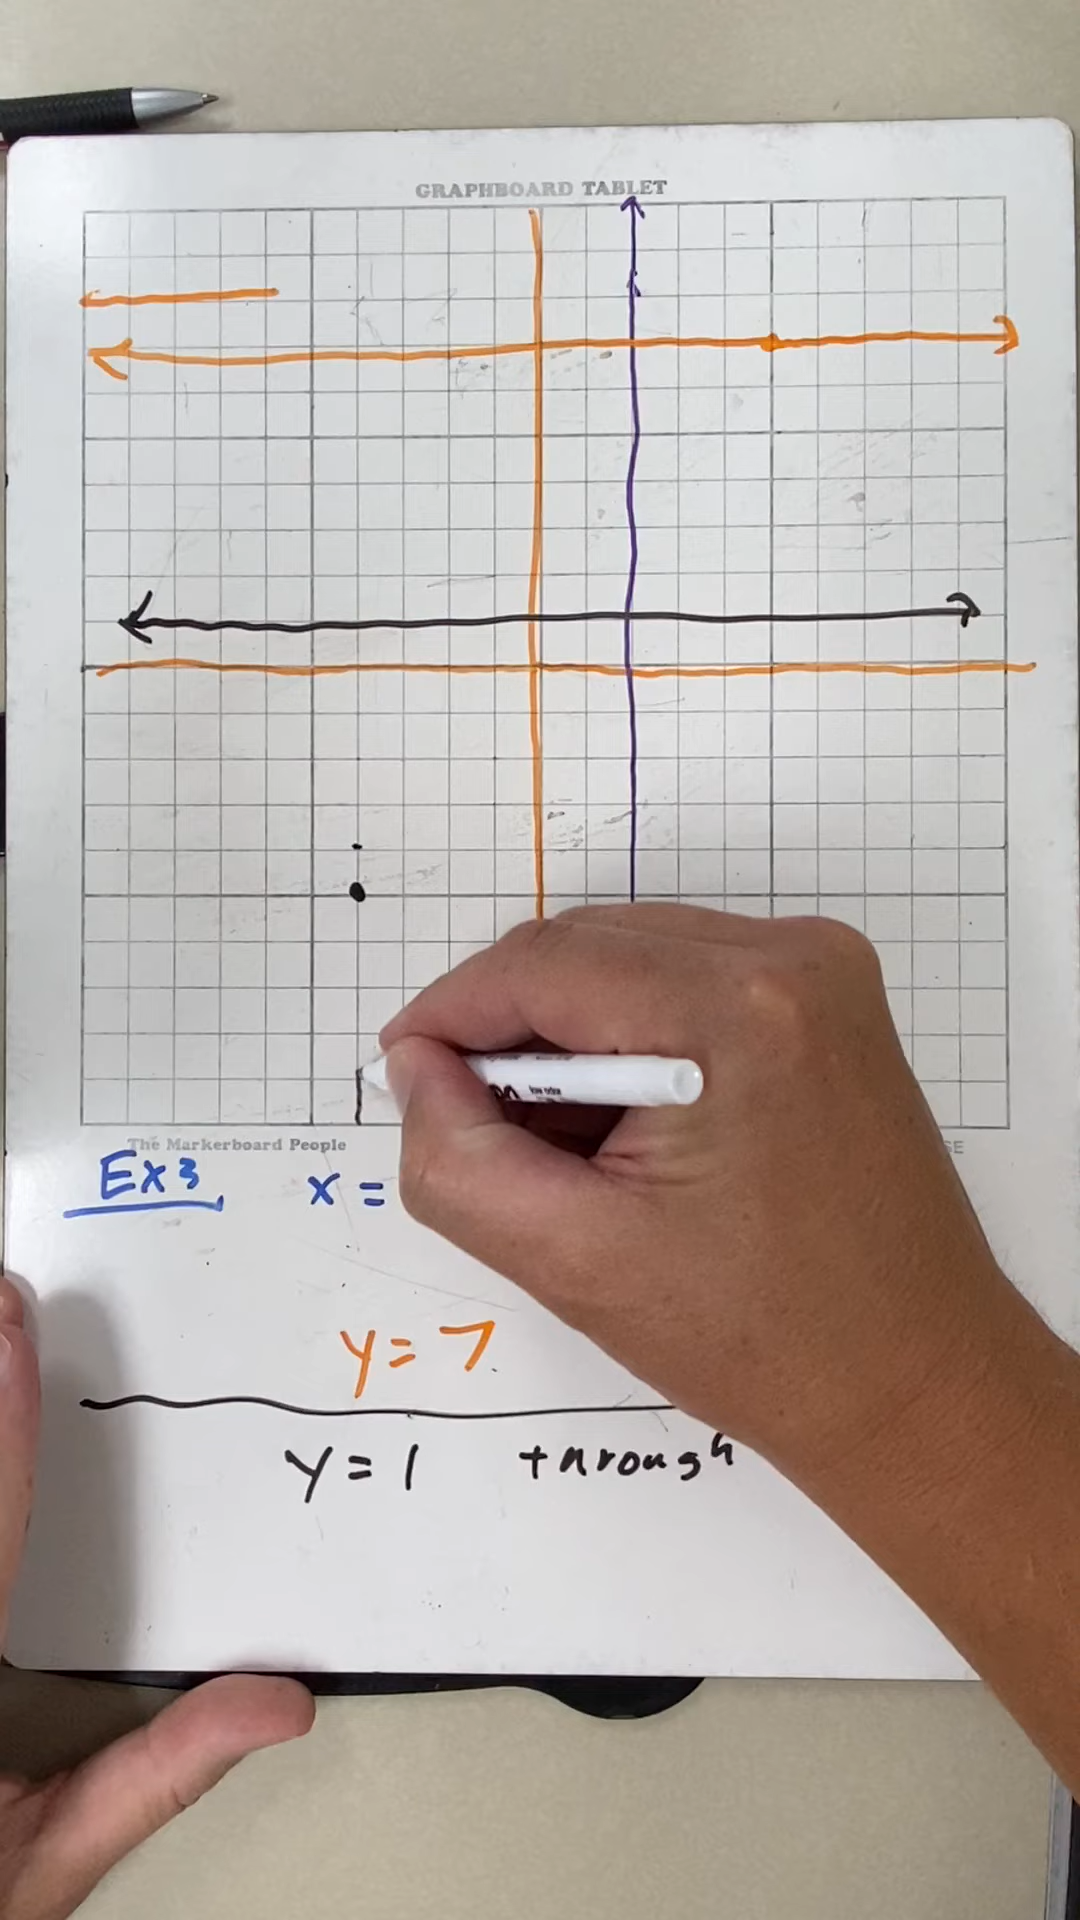 GRAPHBOARD TABLET
The Markerboard People
Ex3 x =
y = 7
y = 1 through